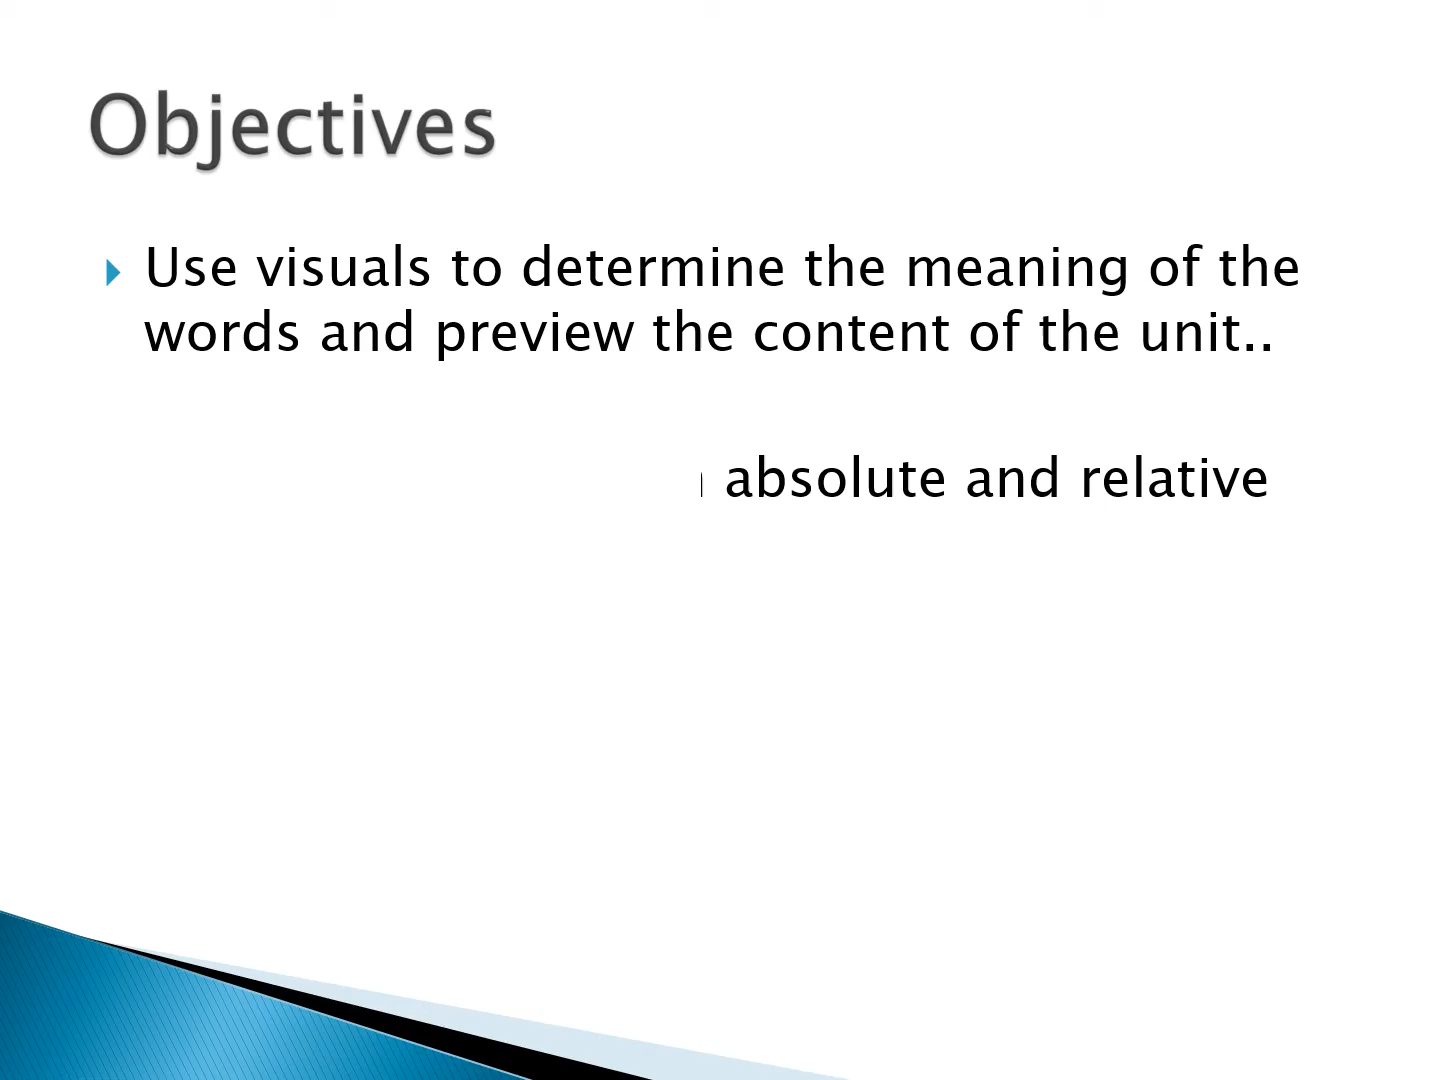 Objectives
Use visuals to determine the meaning of the
words and preview the content of the unit..
absolute and relative